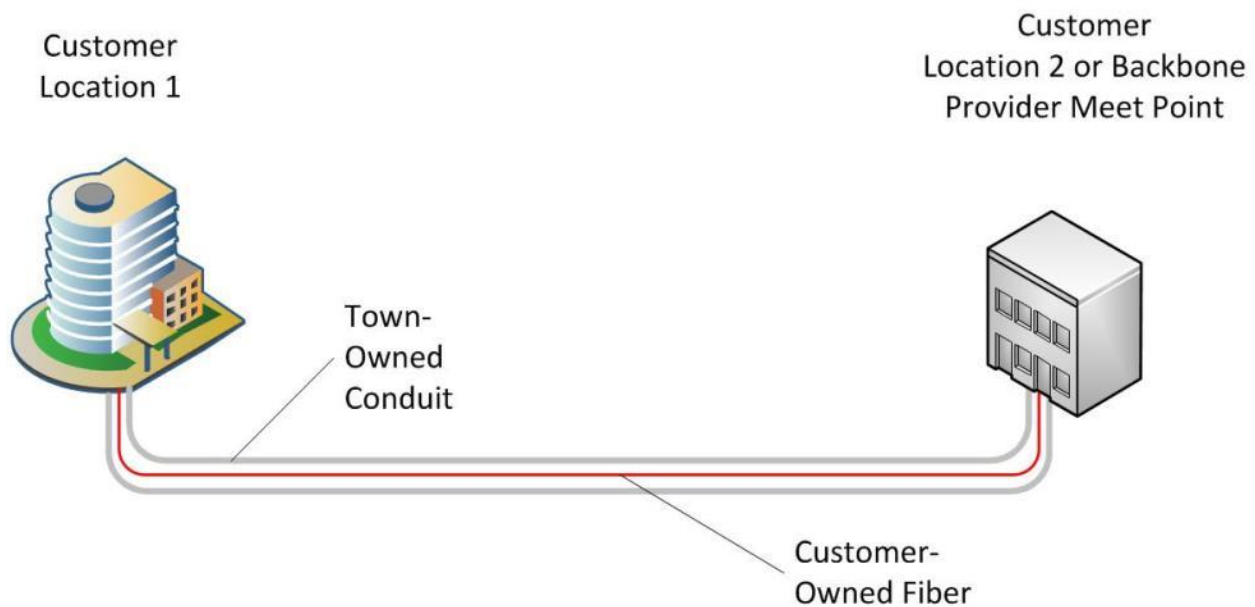 Customer
Location 1
Customer
Location 2 or Backbone
Provider Meet Point
Town-
Owned
Conduit
Customer-
Owned Fiber